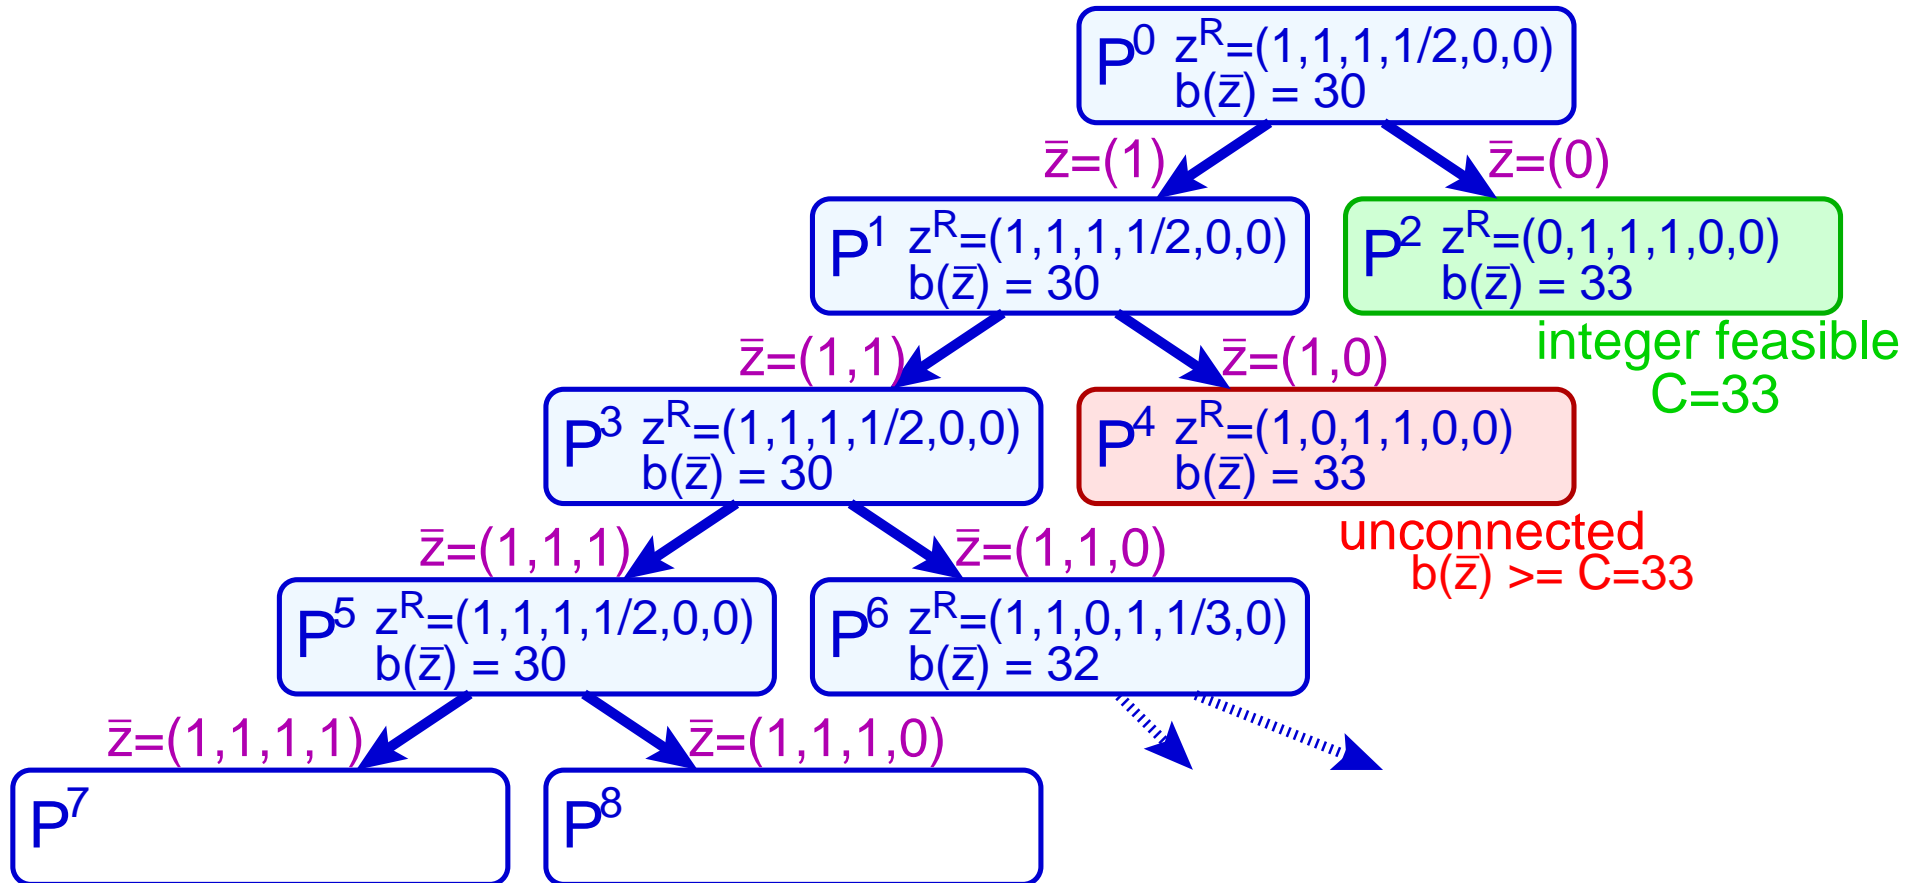 P⁰ zᴿ=(1,1,1,1/2,0,0)
b(z̅) = 30
z̅=(1) z̅=(0)
P¹ zᴿ=(1,1,1,1/2,0,0)
b(z̅) = 30
P² zᴿ=(0,1,1,1,0,0)
b(z̅) = 33
integer feasible
C=33
z̅=(1,1) z̅=(1,0)
P³ zᴿ=(1,1,1,1/2,0,0)
b(z̅) = 30
P⁴ zᴿ=(1,0,1,1,0,0)
b(z̅) = 33
unconnected
b(z̅) >= C=33
z̅=(1,1,1) z̅=(1,1,0)
P⁵ zᴿ=(1,1,1,1/2,0,0)
b(z̅) = 30
P⁶ zᴿ=(1,1,0,1,1/3,0)
b(z̅) = 32
z̅=(1,1,1,1) z̅=(1,1,1,0)
P⁷
P⁸